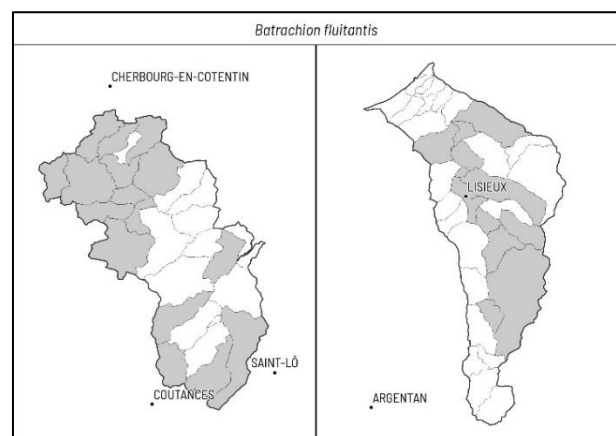 Batrachion fluitantis
CHERBOURG-EN-COTENTIN
SAINT-LÔ
COUTANCES
LISIEUX
ARGENTAN